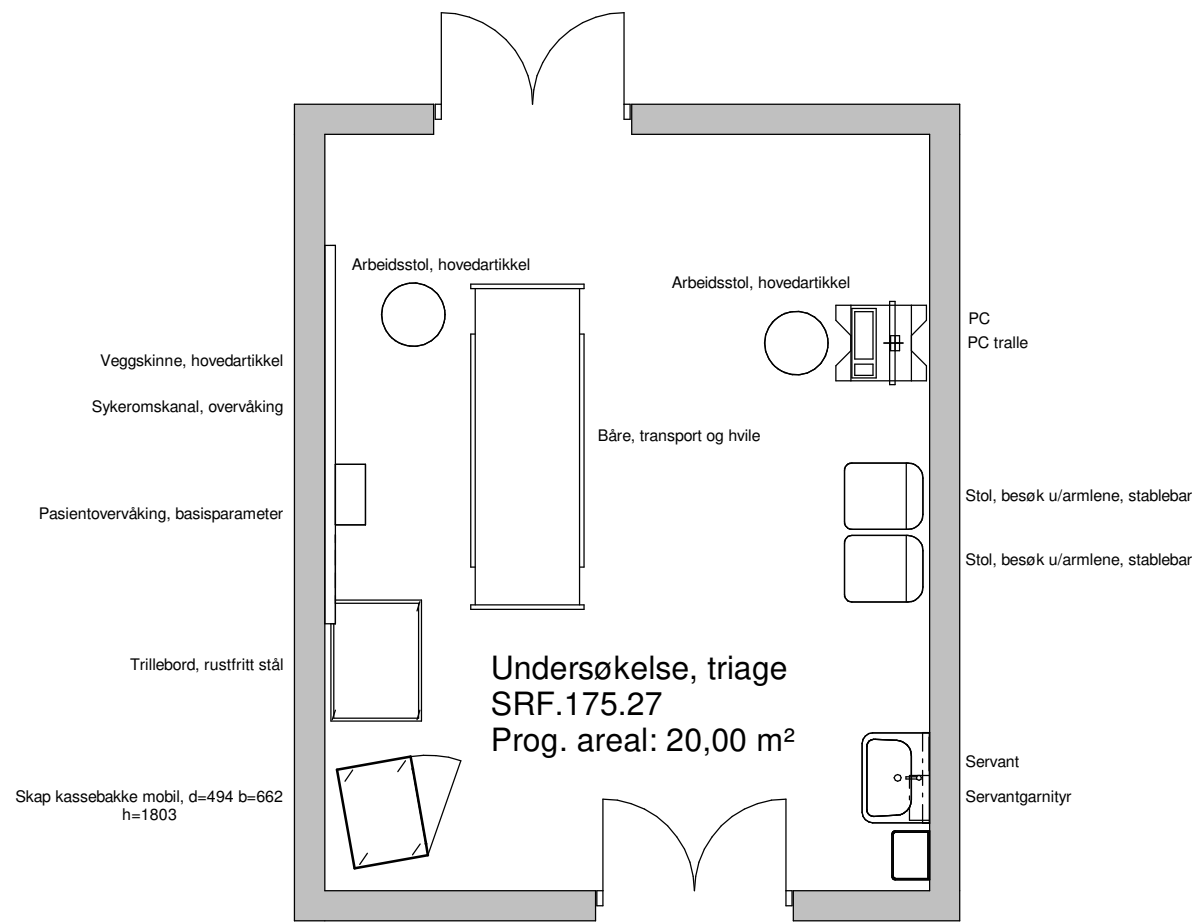 Arbeidsstol, hovedartikkel
Arbeidsstol, hovedartikkel
PC
PC tralle
Veggskinne, hovedartikkel
Sykeromskanal, overvåking
Båre, transport og hvile
Pasientovervåking, basisparameter
Stol, besøk u/armlene, stablebar
Stol, besøk u/armlene, stablebar
Trillebord, rustfritt stål
Undersøkelse, triage
SRF.175.27
Prog. areal: 20,00 m²
Servant
Servantgarnityr
Skap kassebakke mobil, d=494 b=662
h=1803